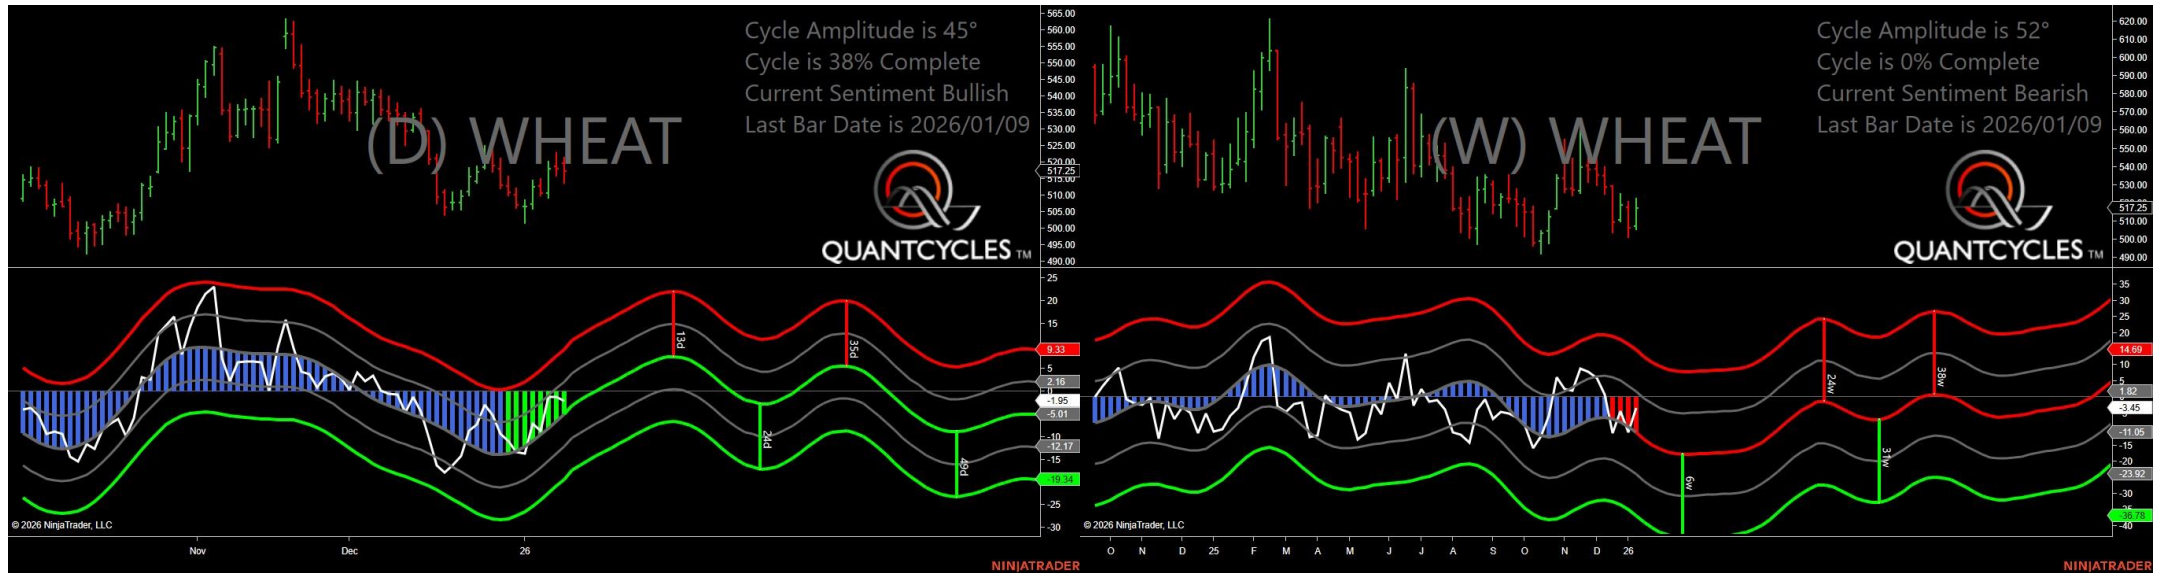 Cycle Amplitude is 45°
Cycle is 38% Complete
Current Sentiment Bullish
Last Bar Date is 2026/01/09
(D) WHEAT
QUANTCYCLES TM
565.00
560.00
555.00
550.00
545.00
540.00
535.00
530.00
525.00
520.00
517.25
515.00
510.00
505.00
500.00
495.00
490.00
25
20
15
9.33
5
2.16
0
-1.95
-5.01
-10
-12.17
-15
-19.34
-25
-30
13d
24d
35d
49d
© 2026 NinjaTrader, LLC
Nov
Dec
26
NINJATRADER
Cycle Amplitude is 52°
Cycle is 0% Complete
Current Sentiment Bearish
Last Bar Date is 2026/01/09
(W) WHEAT
QUANTCYCLES TM
620.00
610.00
600.00
590.00
580.00
570.00
560.00
550.00
540.00
530.00
517.25
510.00
500.00
490.00
35
30
25
20
14.69
10
5
1.82
-3.45
-11.05
-15
-20
-23.92
-30
-36.78
-40
6w
24w
31w
38w
© 2026 NinjaTrader, LLC
O
N
D
25
F
M
A
M
J
J
A
S
O
N
D
26
NINJATRADER